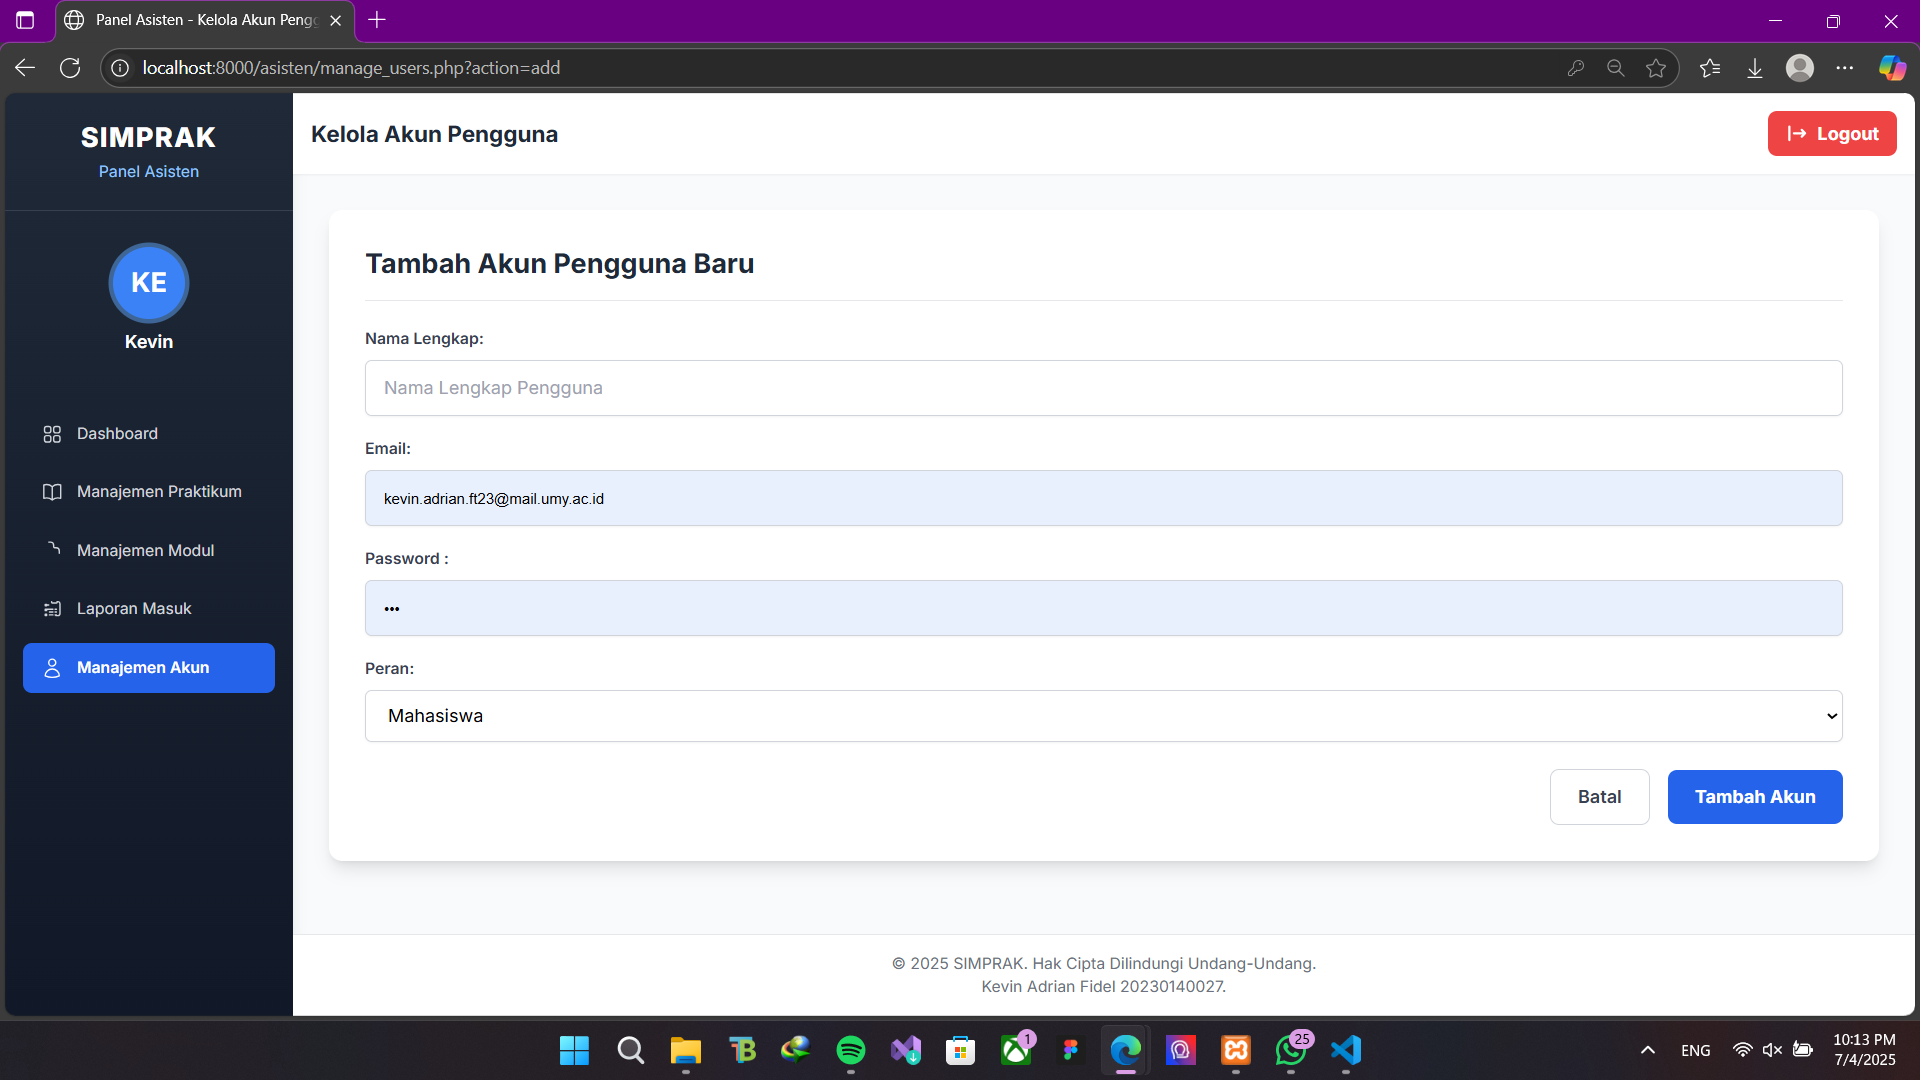 Panel Asisten - Kelola Akun Peng
localhost:8000/asisten/manage_users.php?action=add
SIMPRAK
Panel Asisten
KE
Kevin
Dashboard
Manajemen Praktikum
Manajemen Modul
Laporan Masuk
Manajemen Akun
Kelola Akun Pengguna
Logout
Tambah Akun Pengguna Baru
Nama Lengkap:
Nama Lengkap Pengguna
Email:
kevin.adrian.ft23@mail.umy.ac.id
Password :
•••
Peran:
Mahasiswa
Batal
Tambah Akun
© 2025 SIMPRAK. Hak Cipta Dilindungi Undang-Undang.
Kevin Adrian Fidel 20230140027.
TB
1
25
ENG
10:13 PM
7/4/2025